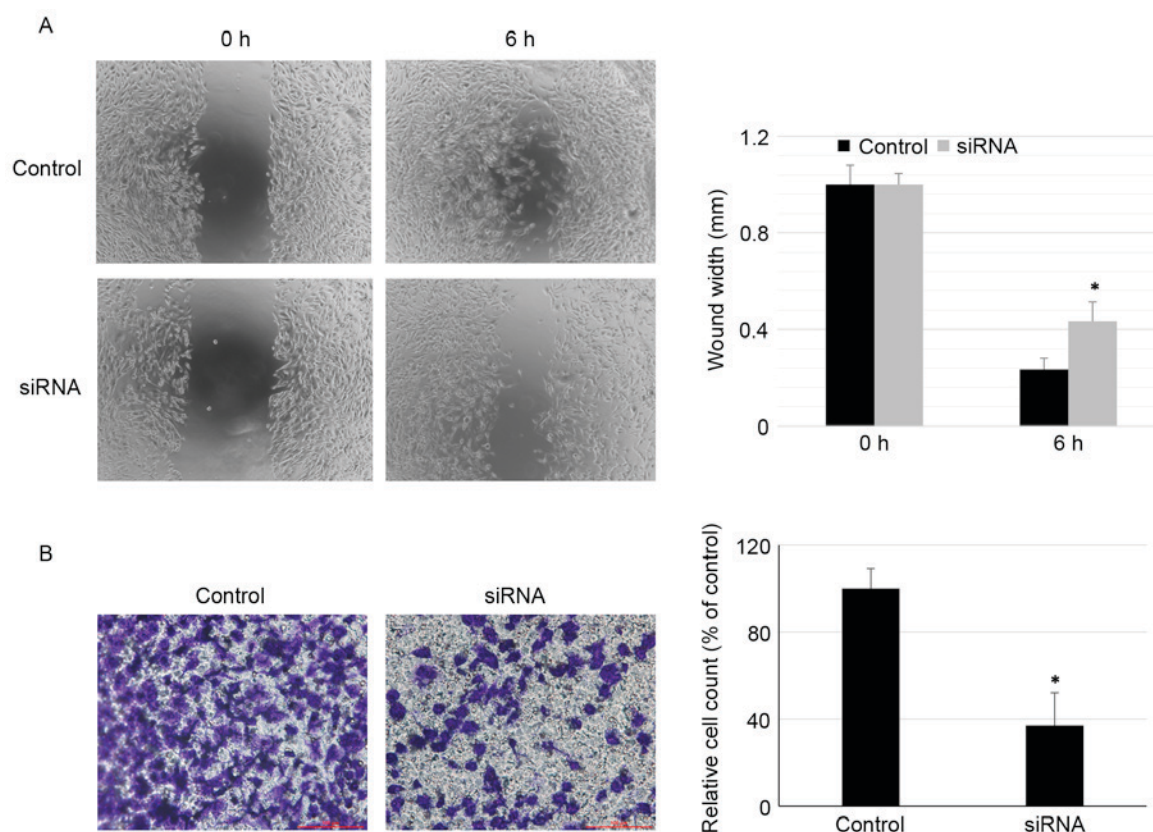 A
0 h
6 h
Control
siRNA
Wound width (mm)
1.2
0.8
0.4
0
Control
siRNA
0 h
6 h
*
B
Control
siRNA
Relative cell count (% of control)
120
80
40
0
*
Control
siRNA